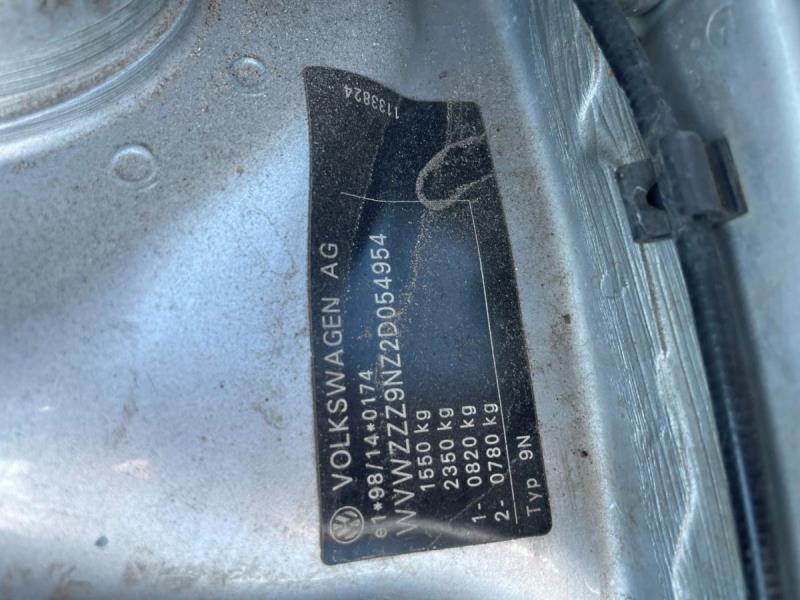 VOLKSWAGEN AG
e1*98/14*0174
WVWZZZ9NZ2D054954
1550 kg
2350 kg
1- 0820 kg
2- 0780 kg
Typ 9N
1133824